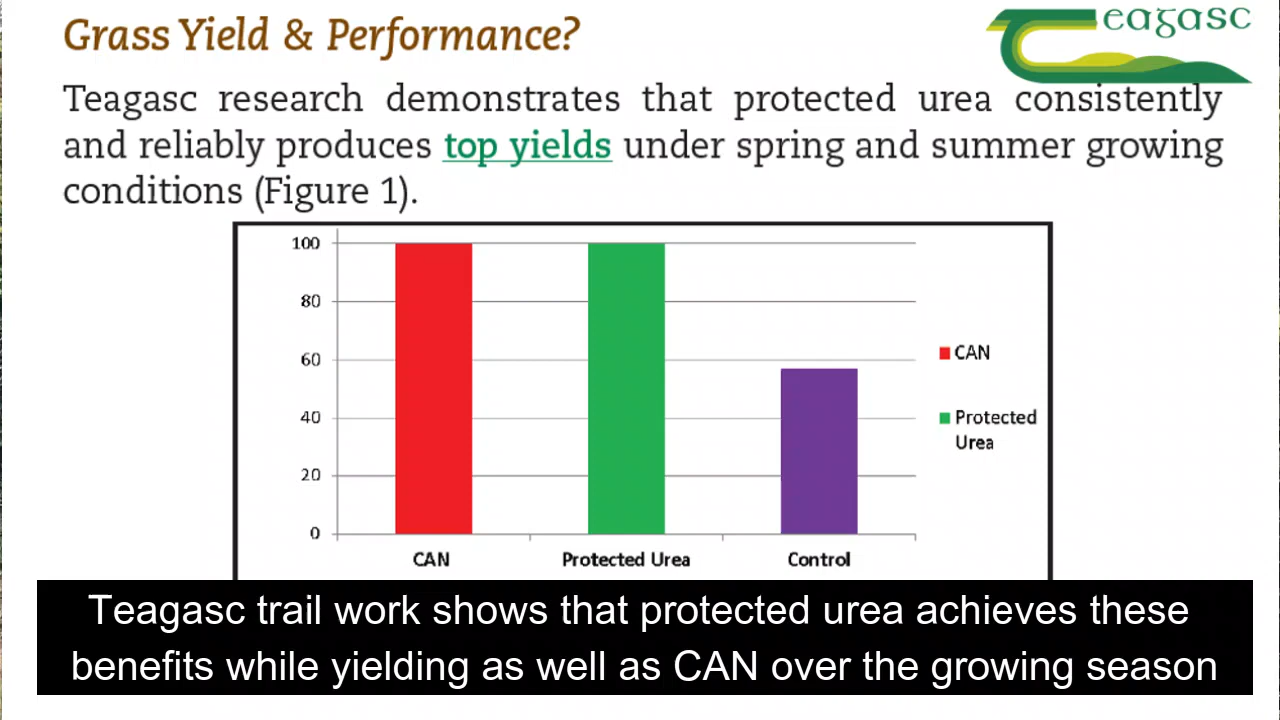 Grass Yield & Performance?
eagasc
Teagasc research demonstrates that protected urea consistently
and reliably produces top yields under spring and summer growing
conditions (Figure 1).
100
80
60
40
20
0
CAN
Protected Urea
Control
CAN
Protected
Urea
Teagasc trail work shows that protected urea achieves these
benefits while yielding as well as CAN over the growing season